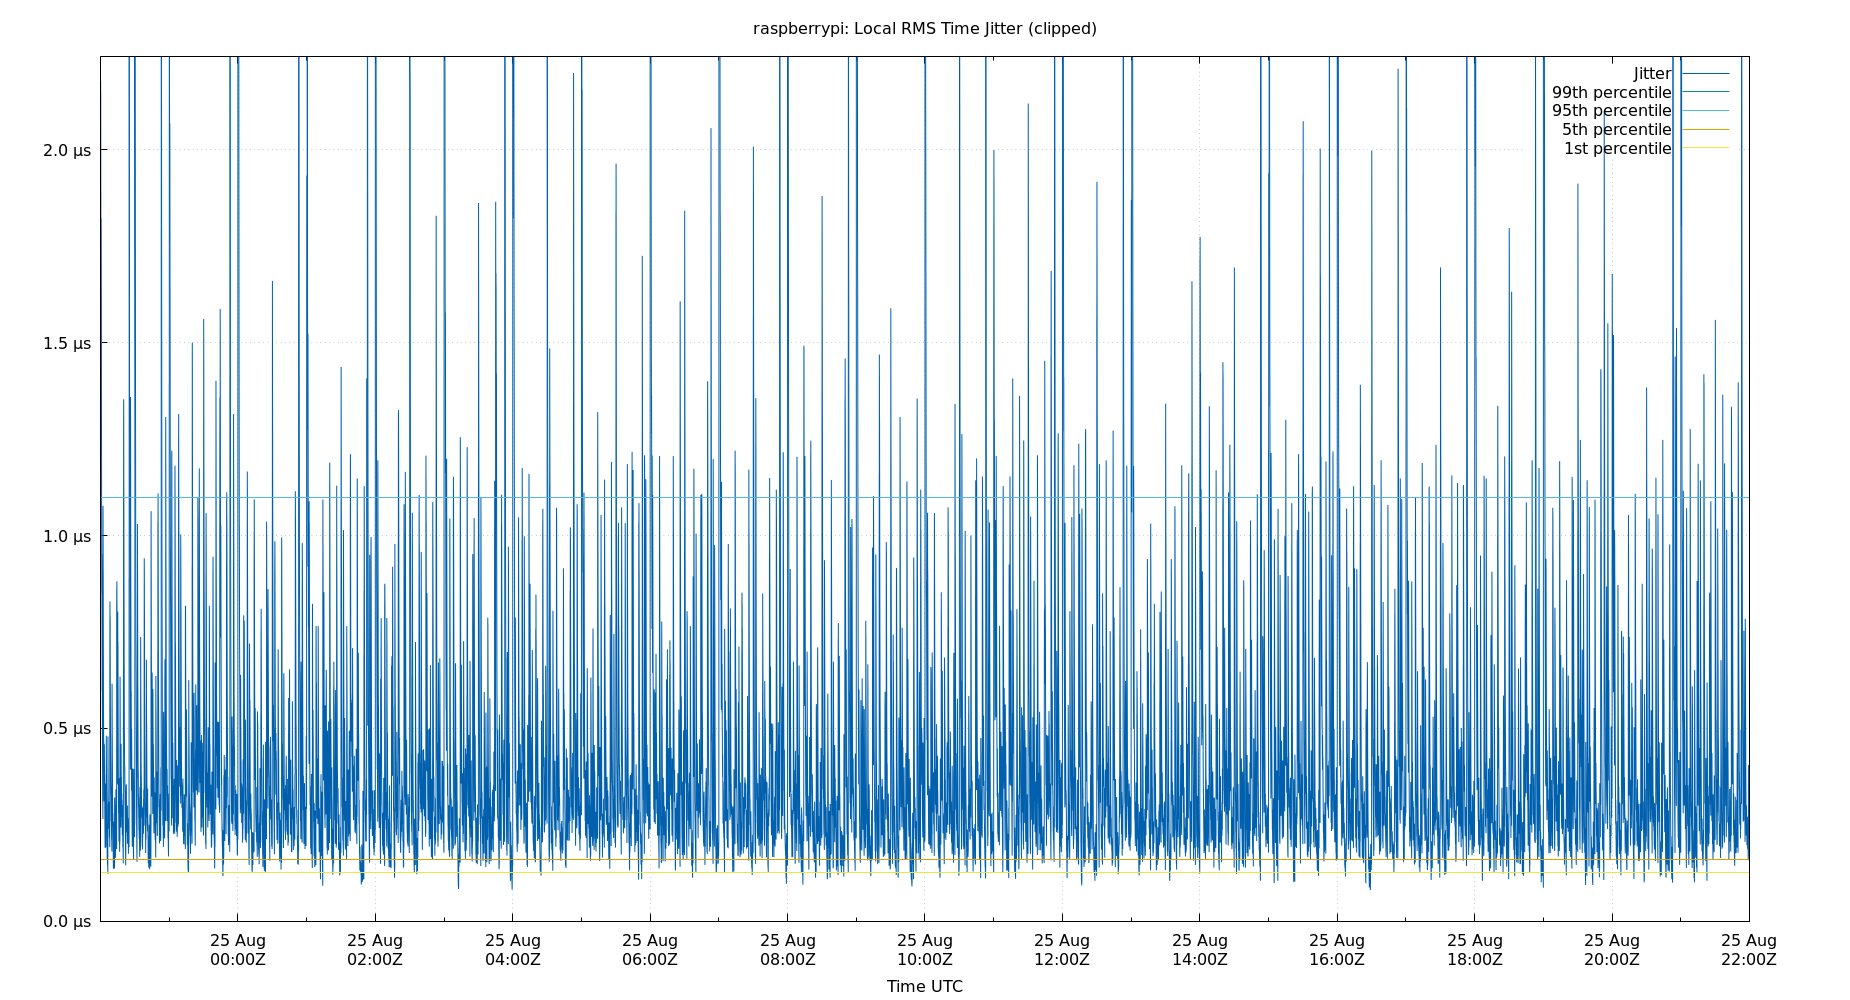 raspberrypi: Local RMS Time Jitter (clipped)
Jitter
99th percentile
95th percentile
5th percentile
1st percentile
2.0 µs
1.5 µs
1.0 µs
0.5 µs
0.0 µs
25 Aug 25 Aug 25 Aug 25 Aug 25 Aug 25 Aug 25 Aug 25 Aug 25 Aug 25 Aug 25 Aug 25 Aug
00:00Z 02:00Z 04:00Z 06:00Z 08:00Z 10:00Z 12:00Z 14:00Z 16:00Z 18:00Z 20:00Z 22:00Z
Time UTC